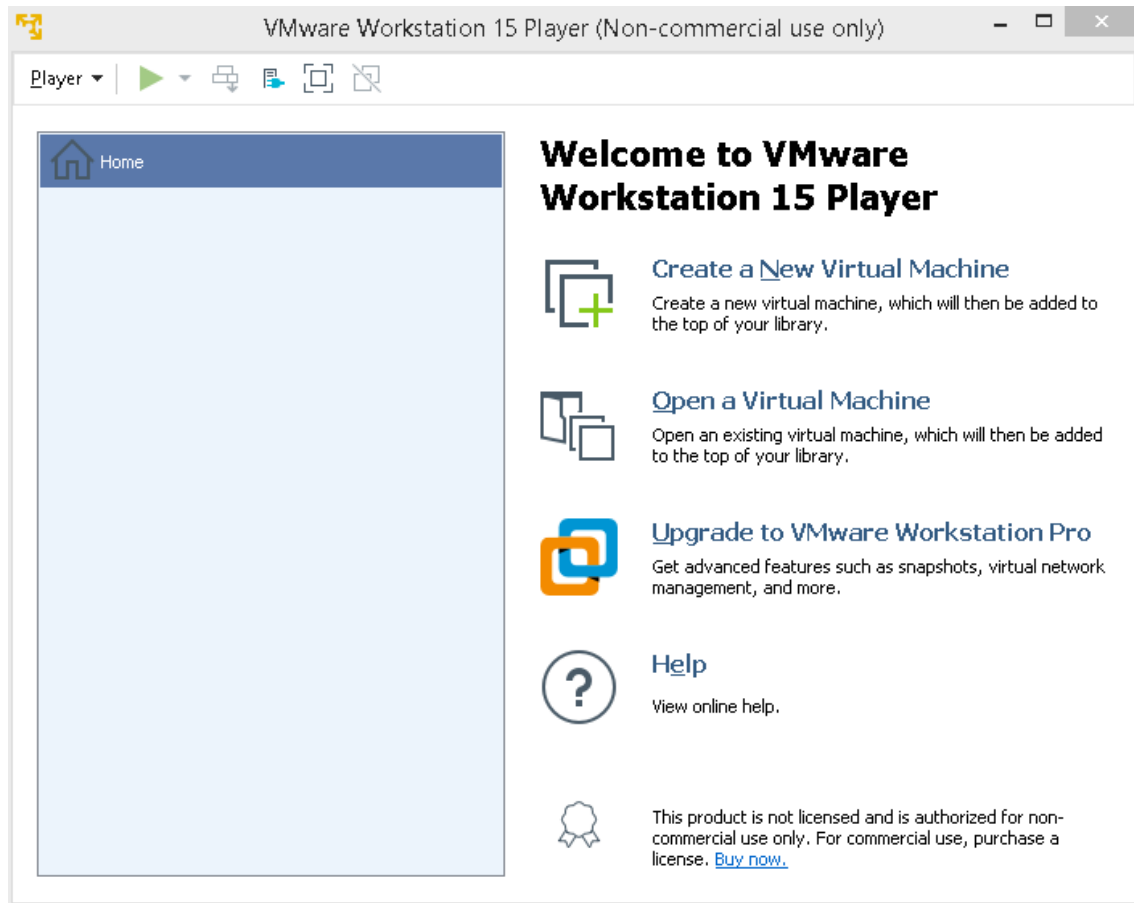 VMware Workstation 15 Player (Non-commercial use only)
Player
Home
Welcome to VMware
Workstation 15 Player
Create a New Virtual Machine
Create a new virtual machine, which will then be added to
the top of your library.
Open a Virtual Machine
Open an existing virtual machine, which will then be added
to the top of your library.
Upgrade to VMware Workstation Pro
Get advanced features such as snapshots, virtual network
management, and more.
Help
View online help.
This product is not licensed and is authorized for non-
commercial use only. For commercial use, purchase a
license. Buy now.